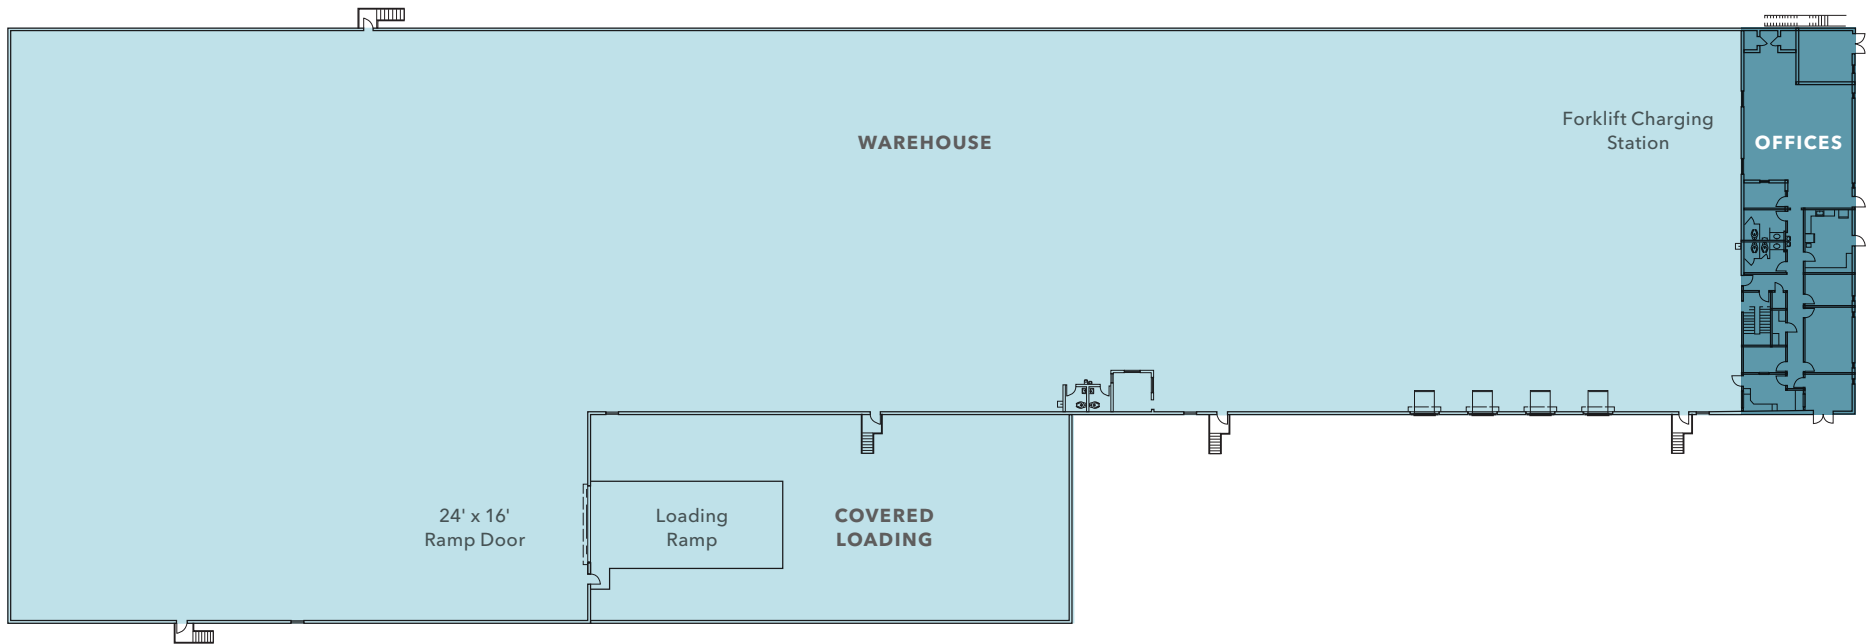 WAREHOUSE
Forklift Charging
Station
OFFICES
24' x 16'
Ramp Door
Loading
Ramp
COVERED
LOADING